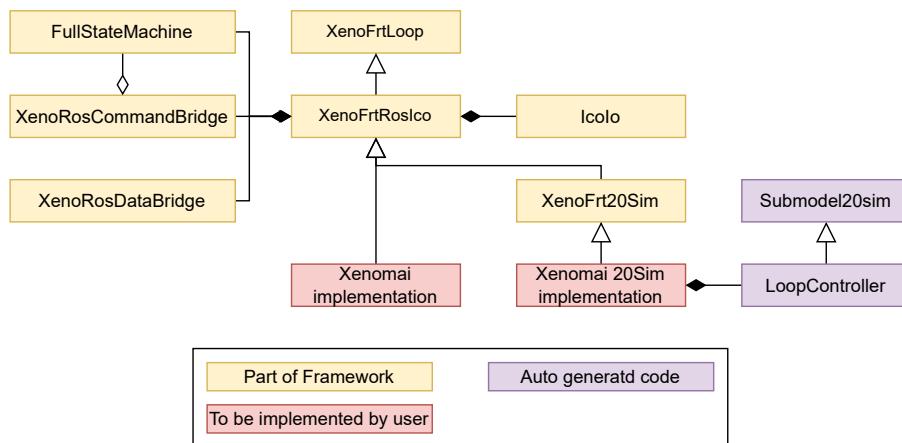 FullStateMachine
XenoFrtLoop
XenoRosCommandBridge
XenoFrtRosIco
IcoIo
XenoRosDataBridge
XenoFrt20Sim
Submodel20sim
Xenomai
implementation
Xenomai 20Sim
implementation
LoopController
Part of Framework
Auto generatd code
To be implemented by user